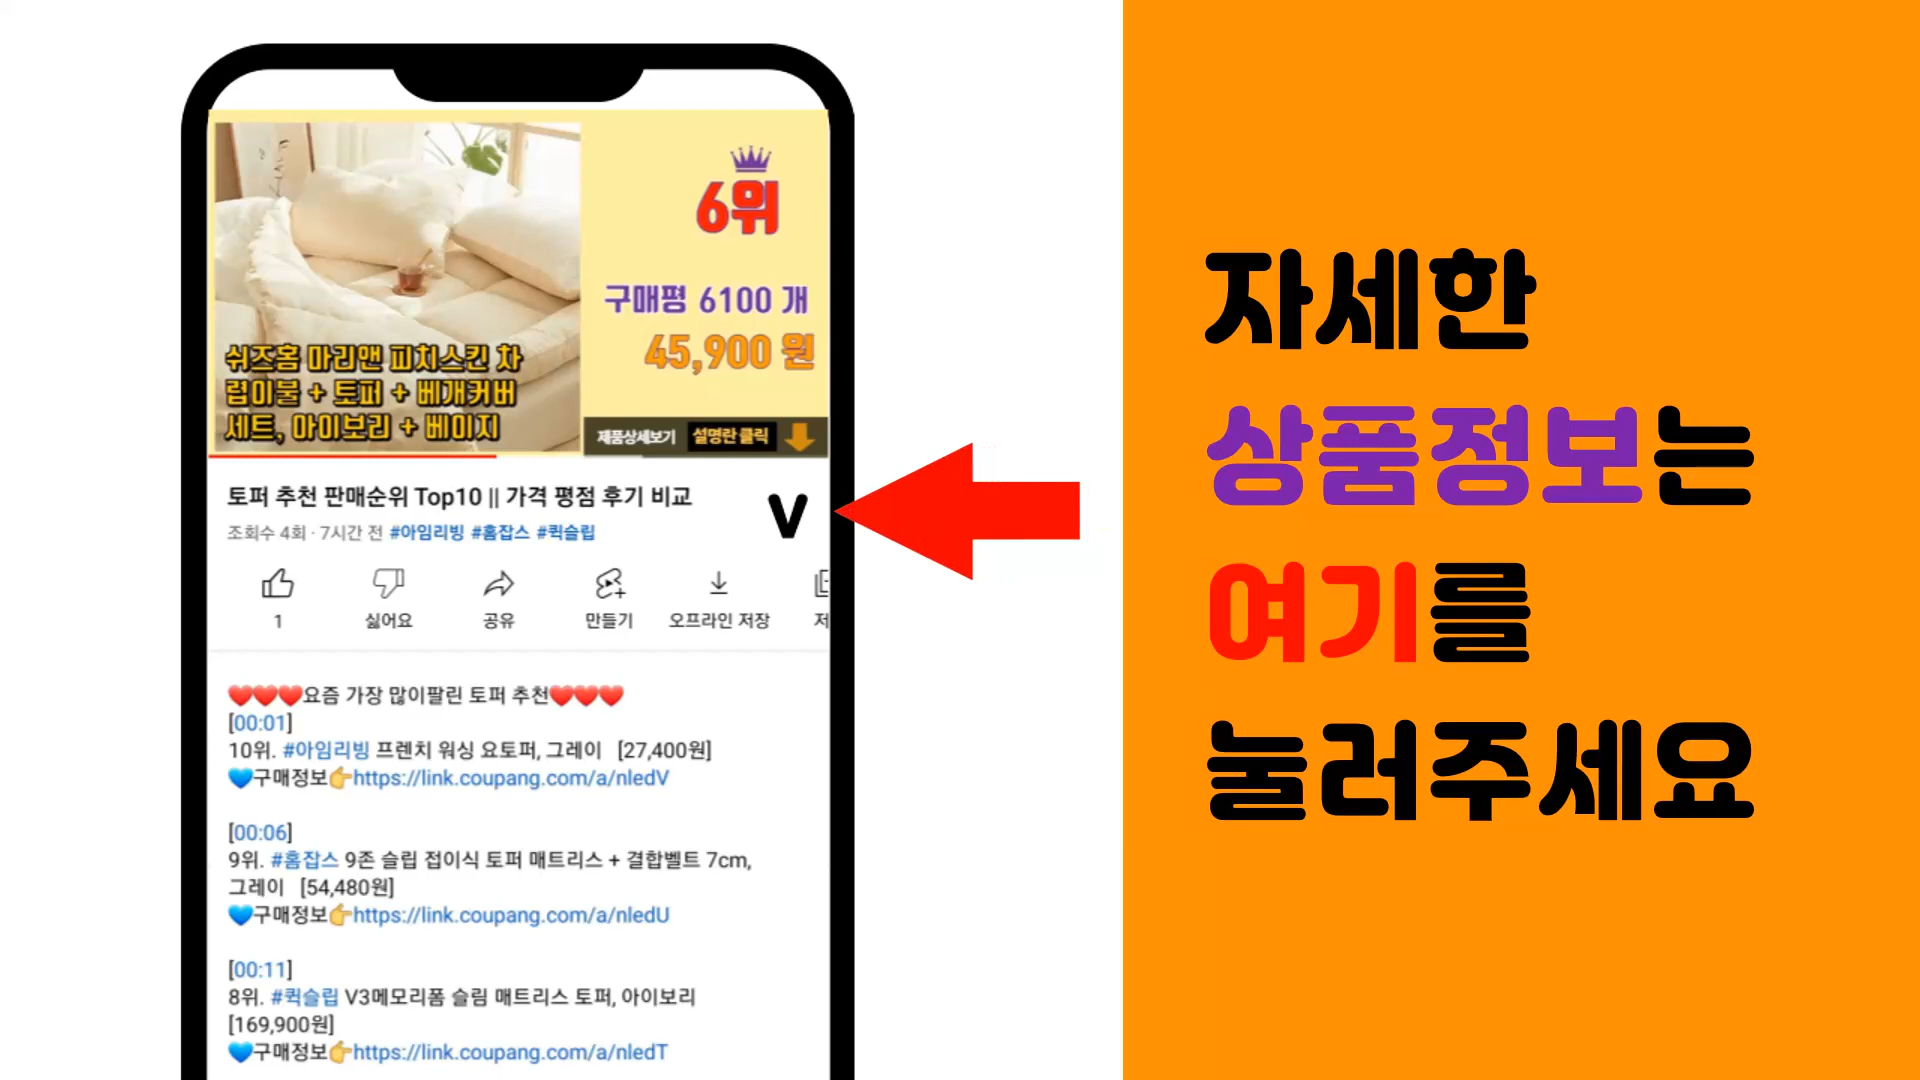 6위
구매평 6100 개
45,900 원
쉬즈홈 마리앤 피치스킨 차
렵이불 + 토퍼 + 베개커버
세트, 아이보리 + 베이지
제품상세보기 설명란 클릭
토퍼 추천 판매순위 Top10 || 가격 평점 후기 비교
V
조회수 4회 · 7시간 전 #아임리빙 #홈잡스 #퀵슬립
1 싫어요 공유 만들기 오프라인 저장 저
❤️❤️❤️요즘 가장 많이팔린 토퍼 추천❤️❤️❤️
[00:01]
10위. #아임리빙 프렌치 워싱 요토퍼, 그레이 [27,400원]
💙구매정보👉https://link.coupang.com/a/nledV
[00:06]
9위. #홈잡스 9존 슬립 접이식 토퍼 매트리스 + 결합벨트 7cm,
그레이 [54,480원]
💙구매정보👉https://link.coupang.com/a/nledU
[00:11]
8위. #퀵슬립 V3메모리폼 슬림 매트리스 토퍼, 아이보리
[169,900원]
💙구매정보👉https://link.coupang.com/a/nledT
자세한
상품정보는
여기를
눌러주세요